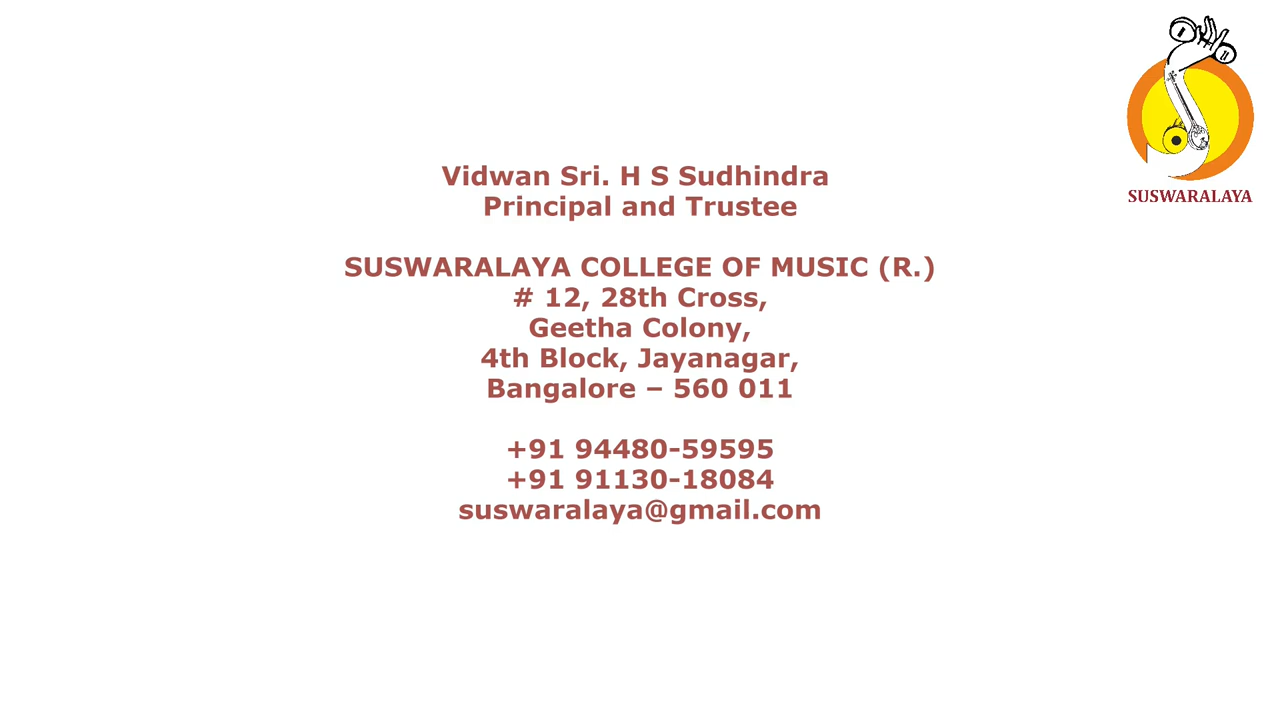 Vidwan Sri. H S Sudhindra
Principal and Trustee
SUSWARALAYA
SUSWARALAYA COLLEGE OF MUSIC (R.)
# 12, 28th Cross,
Geetha Colony,
4th Block, Jayanagar,
Bangalore – 560 011
+91 94480-59595
+91 91130-18084
suswaralaya@gmail.com